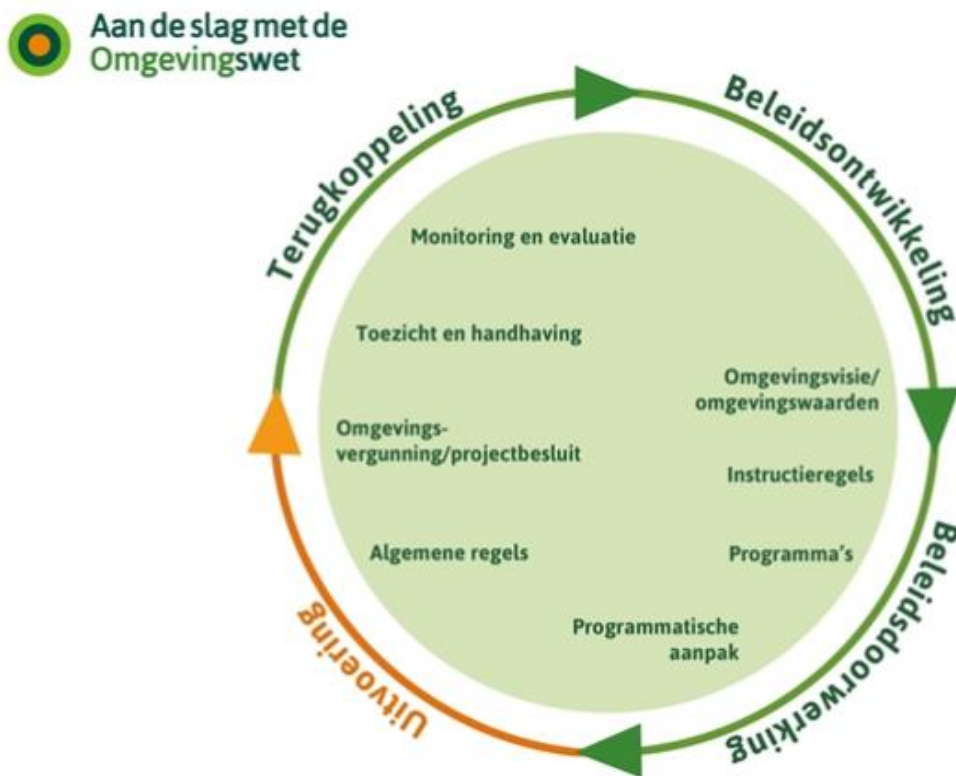 Aan de slag met de
Omgevingswet
Terugkoppeling
Beleidsontwikkeling
Monitoring en evaluatie
Toezicht en handhaving
Omgevingsvisie/
omgevingswaarden
Omgevings-
vergunning/projectbesluit
Instructieregels
Algemene regels
Programma's
Programmatische
aanpak
Beleidsdoorwerking
Uitvoering